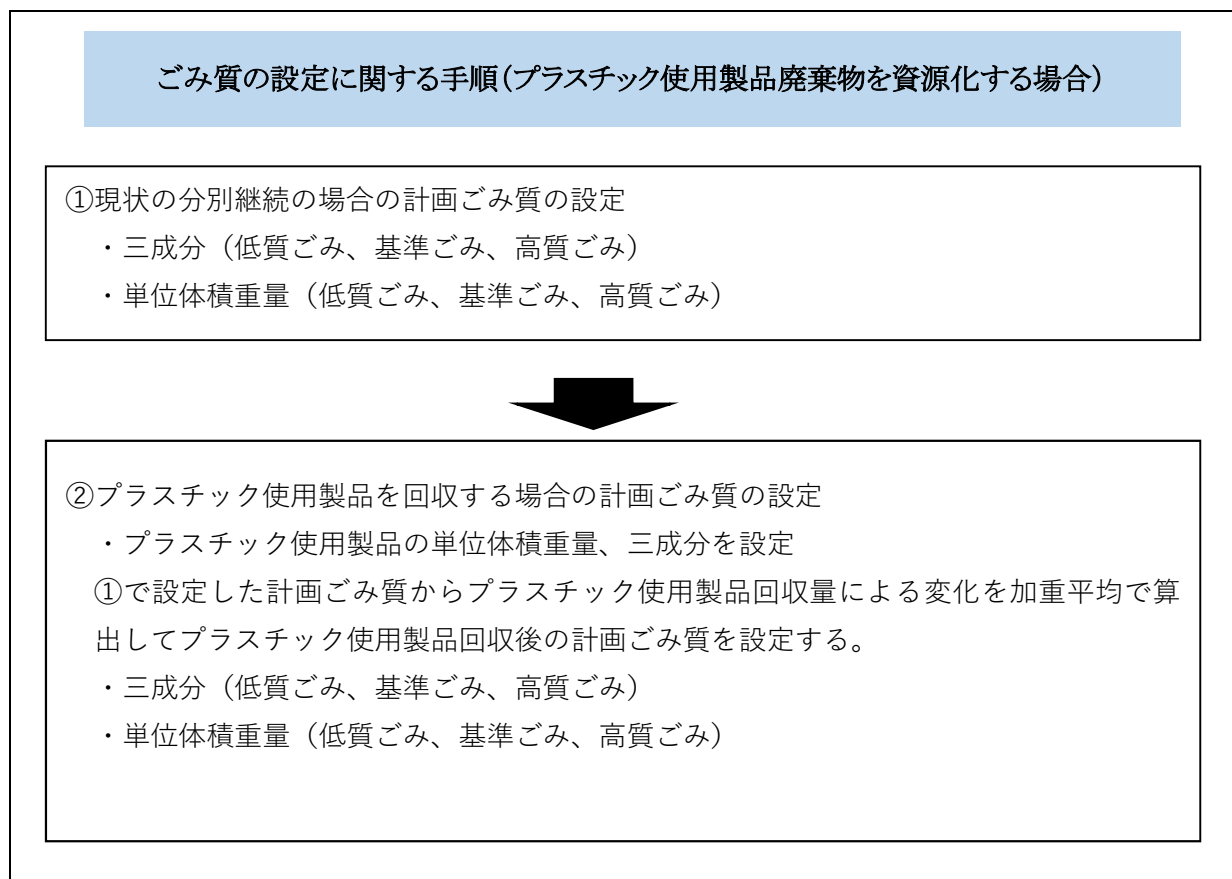 ごみ質の設定に関する手順(プラスチック使用製品廃棄物を資源化する場合)
①現状の分別継続の場合の計画ごみ質の設定
・三成分（低質ごみ、基準ごみ、高質ごみ）
・単位体積重量（低質ごみ、基準ごみ、高質ごみ）
②プラスチック使用製品を回収する場合の計画ごみ質の設定
・プラスチック使用製品の単位体積重量、三成分を設定
①で設定した計画ごみ質からプラスチック使用製品回収量による変化を加重平均で算
出してプラスチック使用製品回収後の計画ごみ質を設定する。
・三成分（低質ごみ、基準ごみ、高質ごみ）
・単位体積重量（低質ごみ、基準ごみ、高質ごみ）